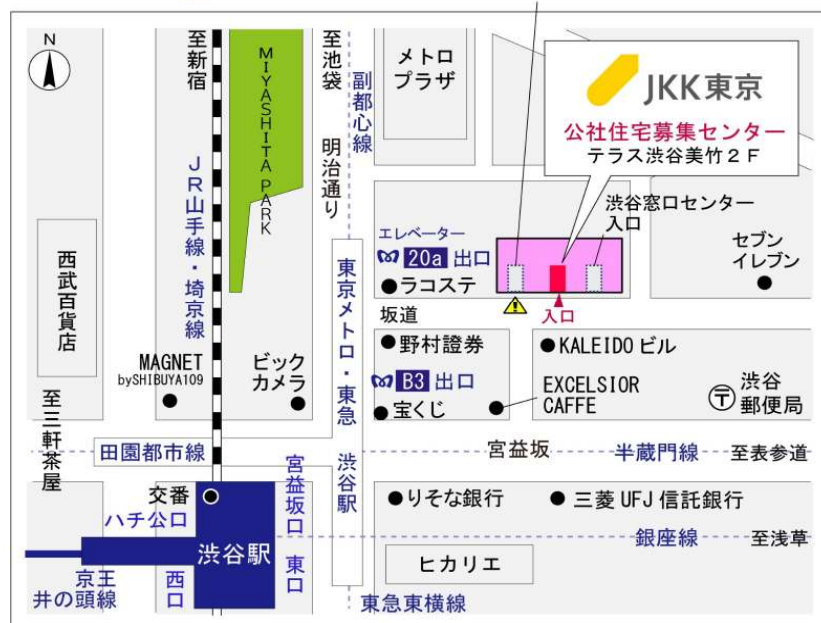 N
至新宿
JR山手線・埼京線
MIYASHITA PARK
至池袋
明治通り
副都心線
メトロ
プラザ
JKK東京
公社住宅募集センター
テラス渋谷美竹2F
渋谷窓口センター
入口
エレベーター
20a 出口
ラコステ
入口
セブン
イレブン
坂道
西武百貨店
MAGNET
bySHIBUYA109
ビック
カメラ
東京メトロ・東急 渋谷駅
野村證券
B3 出口
宝くじ
KALEIDO ビル
EXCELSIOR
CAFFE
〒
渋谷
郵便局
至三軒茶屋
田園都市線
宮益坂
半蔵門線
至表参道
交番
ハチ公口
宮益坂口
りそな銀行
三菱UFJ信託銀行
渋谷駅
銀座線
至浅草
京王
井の頭線
西口
東口
ヒカリエ
東急東横線